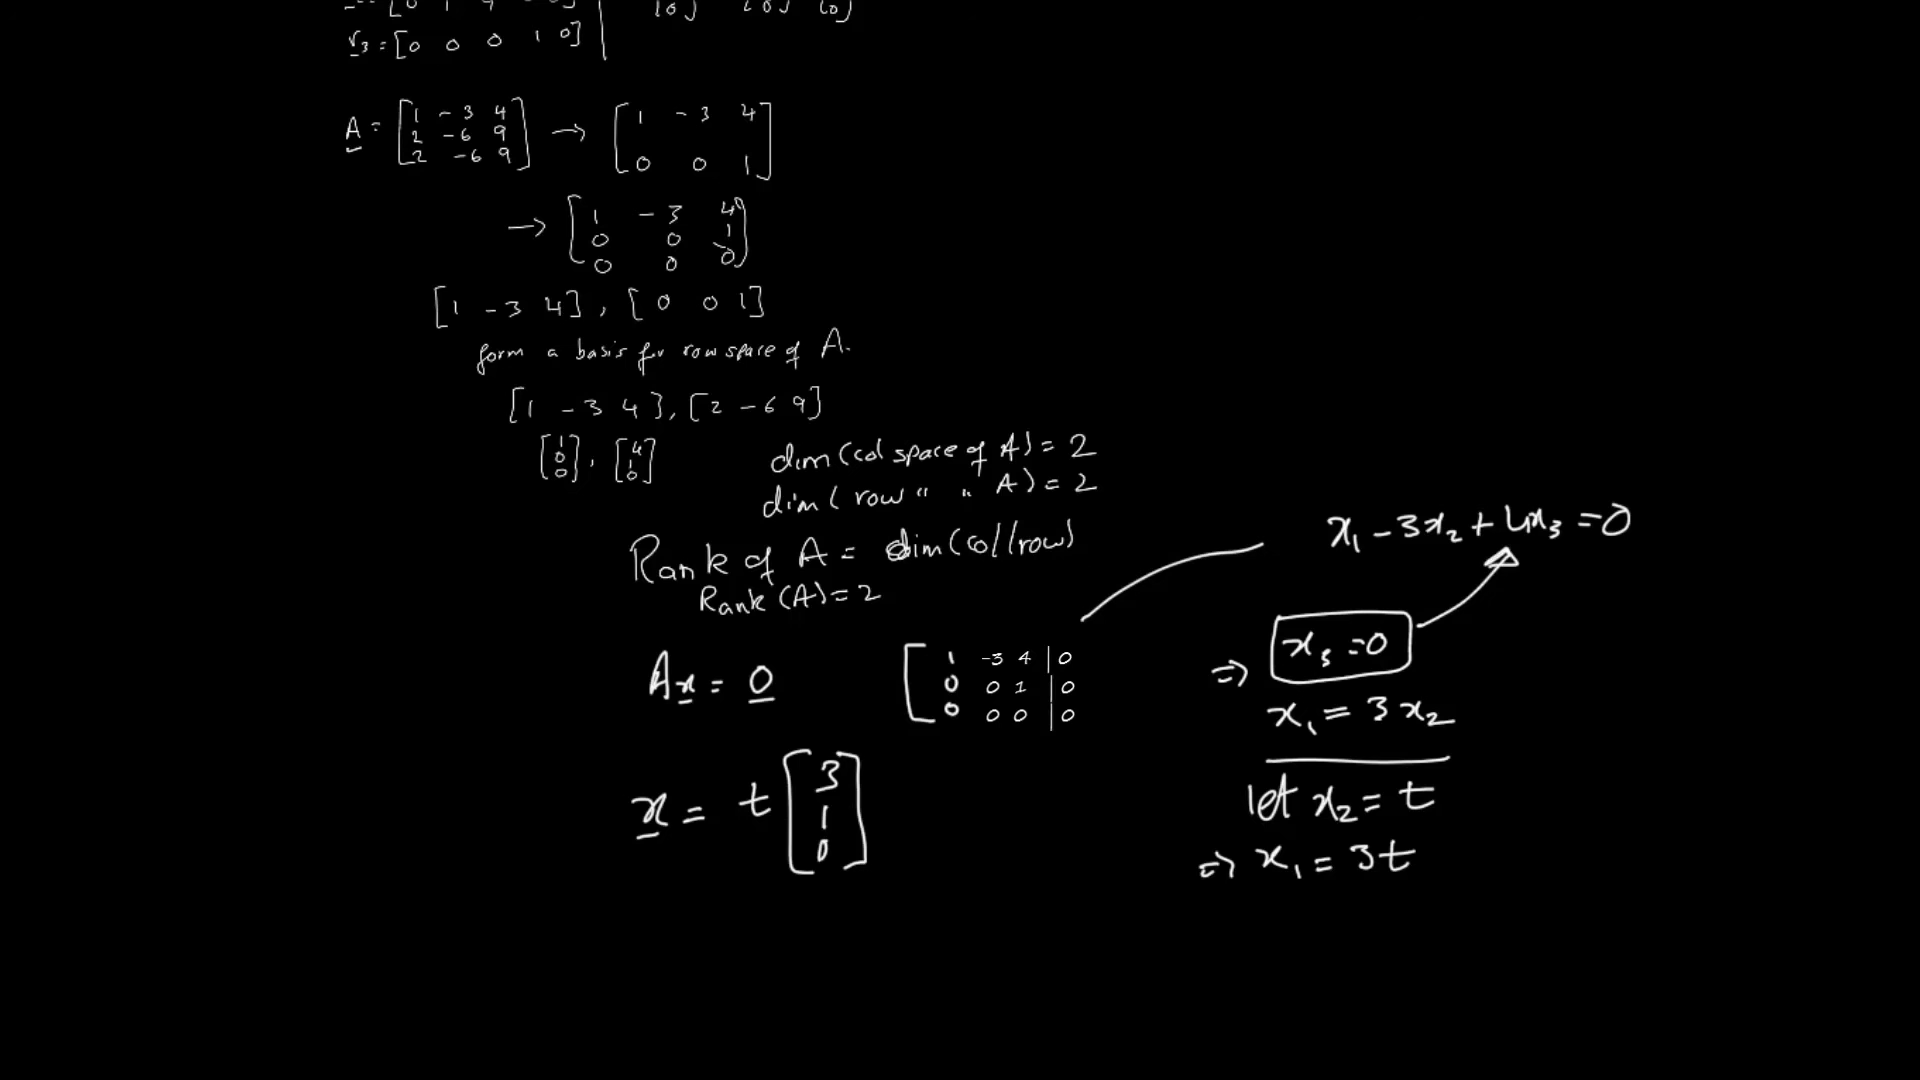 r3 = [0 0 0 1 0]
A = [1 -3 4
2 -6 9
2 -6 9] → [1 -3 4
0 0 1]
→ [1 -3 4
0 0 1
0 0 0]
[1 -3 4], [0 0 1]
form a basis for row space of A.
[1 -3 4], [2 -6 9]
[1 0 0], [4 1 0]
dim(col space of A) = 2
dim(row " " A) = 2
Rank of A = dim(col/row)
Rank (A) = 2
x1 - 3x2 + 4x3 = 0
⇒ x3 = 0
x1 = 3x2
let x2 = t
⇒ x1 = 3t
Ax = 0
[1 -3 4 | 0
0 0 1 | 0
0 0 0 | 0
x = t [3
1
0]